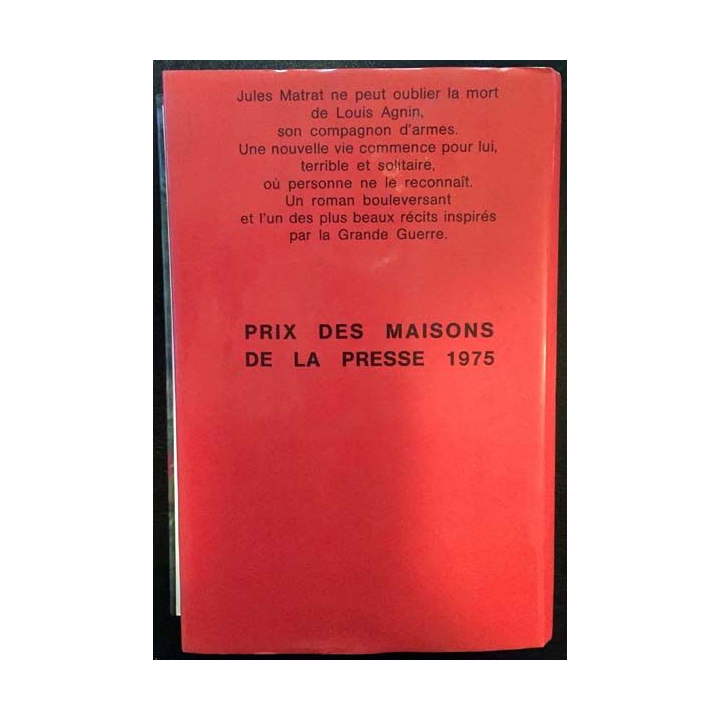 Jules Matrat ne peut oublier la mort
de Louis Agnin,
son compagnon d'armes.
Une nouvelle vie commence pour lui,
terrible et solitaire,
où personne ne le reconnaît.
Un roman bouleversant
et l'un des plus beaux récits inspirés
par la Grande Guerre.
PRIX DES MAISONS
DE LA PRESSE 1975